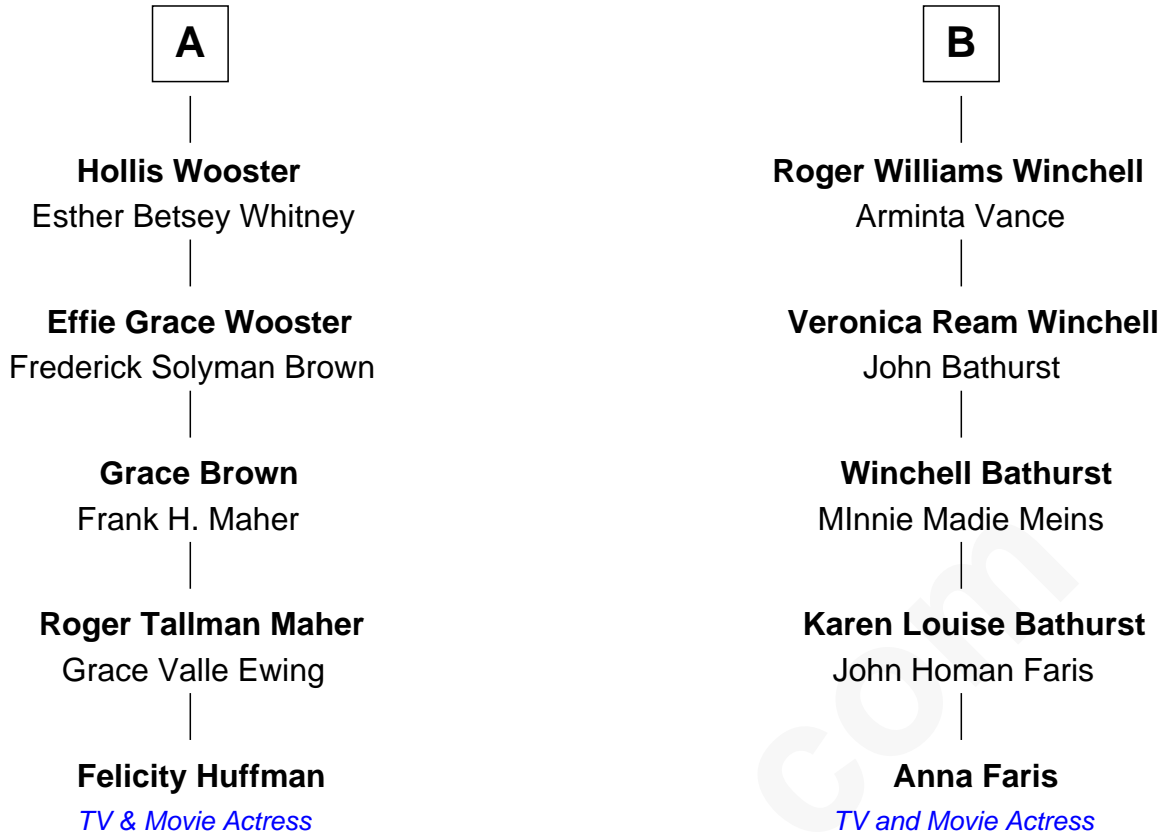 A
B
Hollis Wooster
Esther Betsey Whitney
Roger Williams Winchell
Arminta Vance
Effie Grace Wooster
Frederick Solyman Brown
Veronica Ream Winchell
John Bathurst
Grace Brown
Frank H. Maher
Winchell Bathurst
MInnie Madie Meins
Roger Tallman Maher
Grace Valle Ewing
Karen Louise Bathurst
John Homan Faris
Felicity Huffman
TV & Movie Actress
Anna Faris
TV and Movie Actress
com